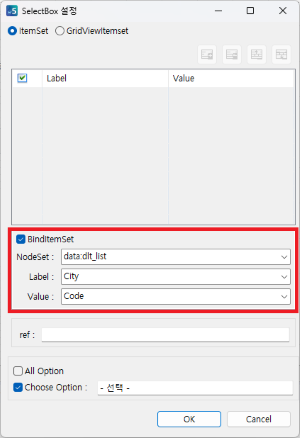 SelectBox 설정
ItemSet GridViewItemset
Label Value
BindItemSet
NodeSet : data:dlt_list
Label : City
Value : Code
ref :
All Option
Choose Option : - 선택 -
OK Cancel